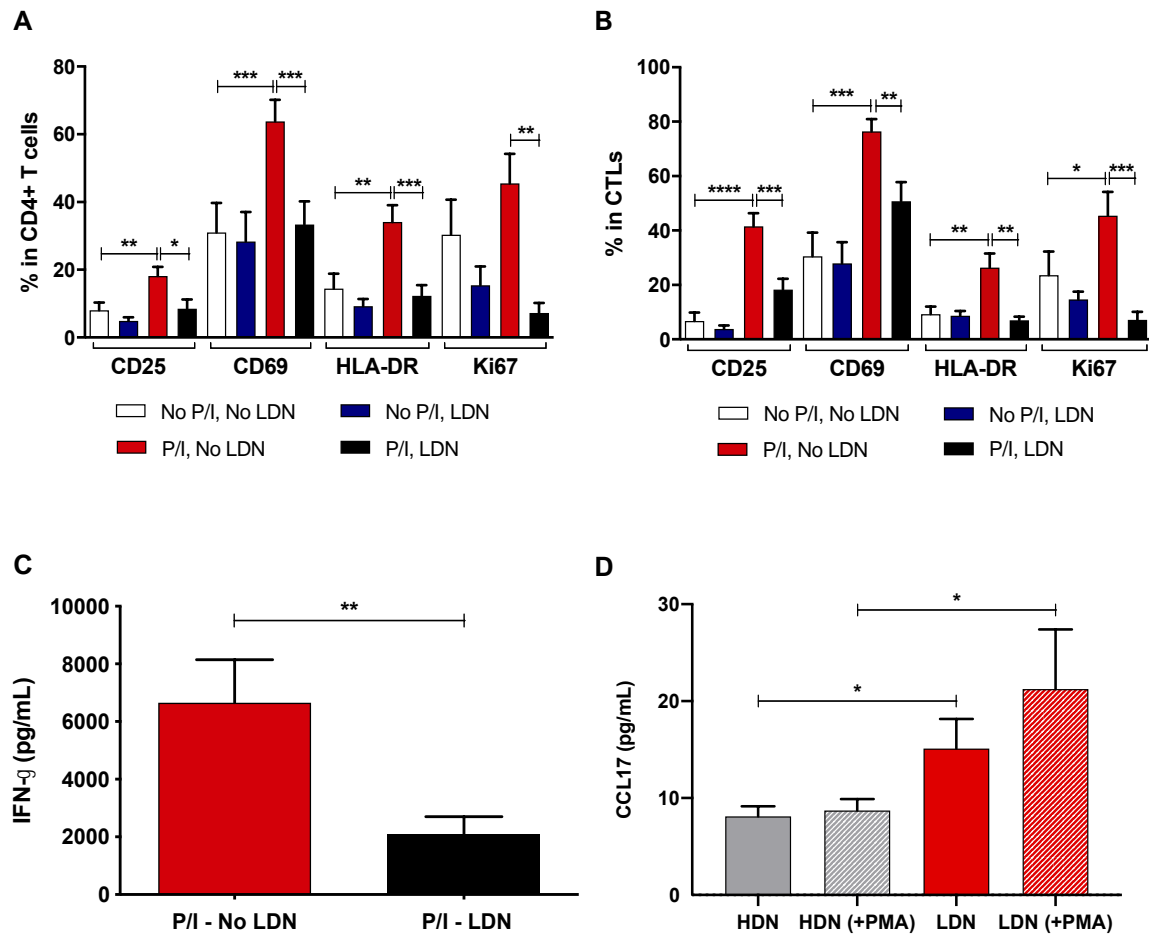 A
% in CD4+ T cells
80
60
40
20
0
***
***
**
**
***
**
*
CD25
CD69
HLA-DR
Ki67
No P/I, No LDN
No P/I, LDN
P/I, No LDN
P/I, LDN
B
% in CTLs
100
80
60
40
20
0
***
**
****
***
*
***
**
**
CD25
CD69
HLA-DR
Ki67
No P/I, No LDN
No P/I, LDN
P/I, No LDN
P/I, LDN
C
IFN-g (pg/mL)
10000
8000
6000
4000
2000
0
**
P/I - No LDN
P/I - LDN
D
CCL17 (pg/mL)
30
20
10
0
*
*
HDN
HDN (+PMA)
LDN
LDN (+PMA)